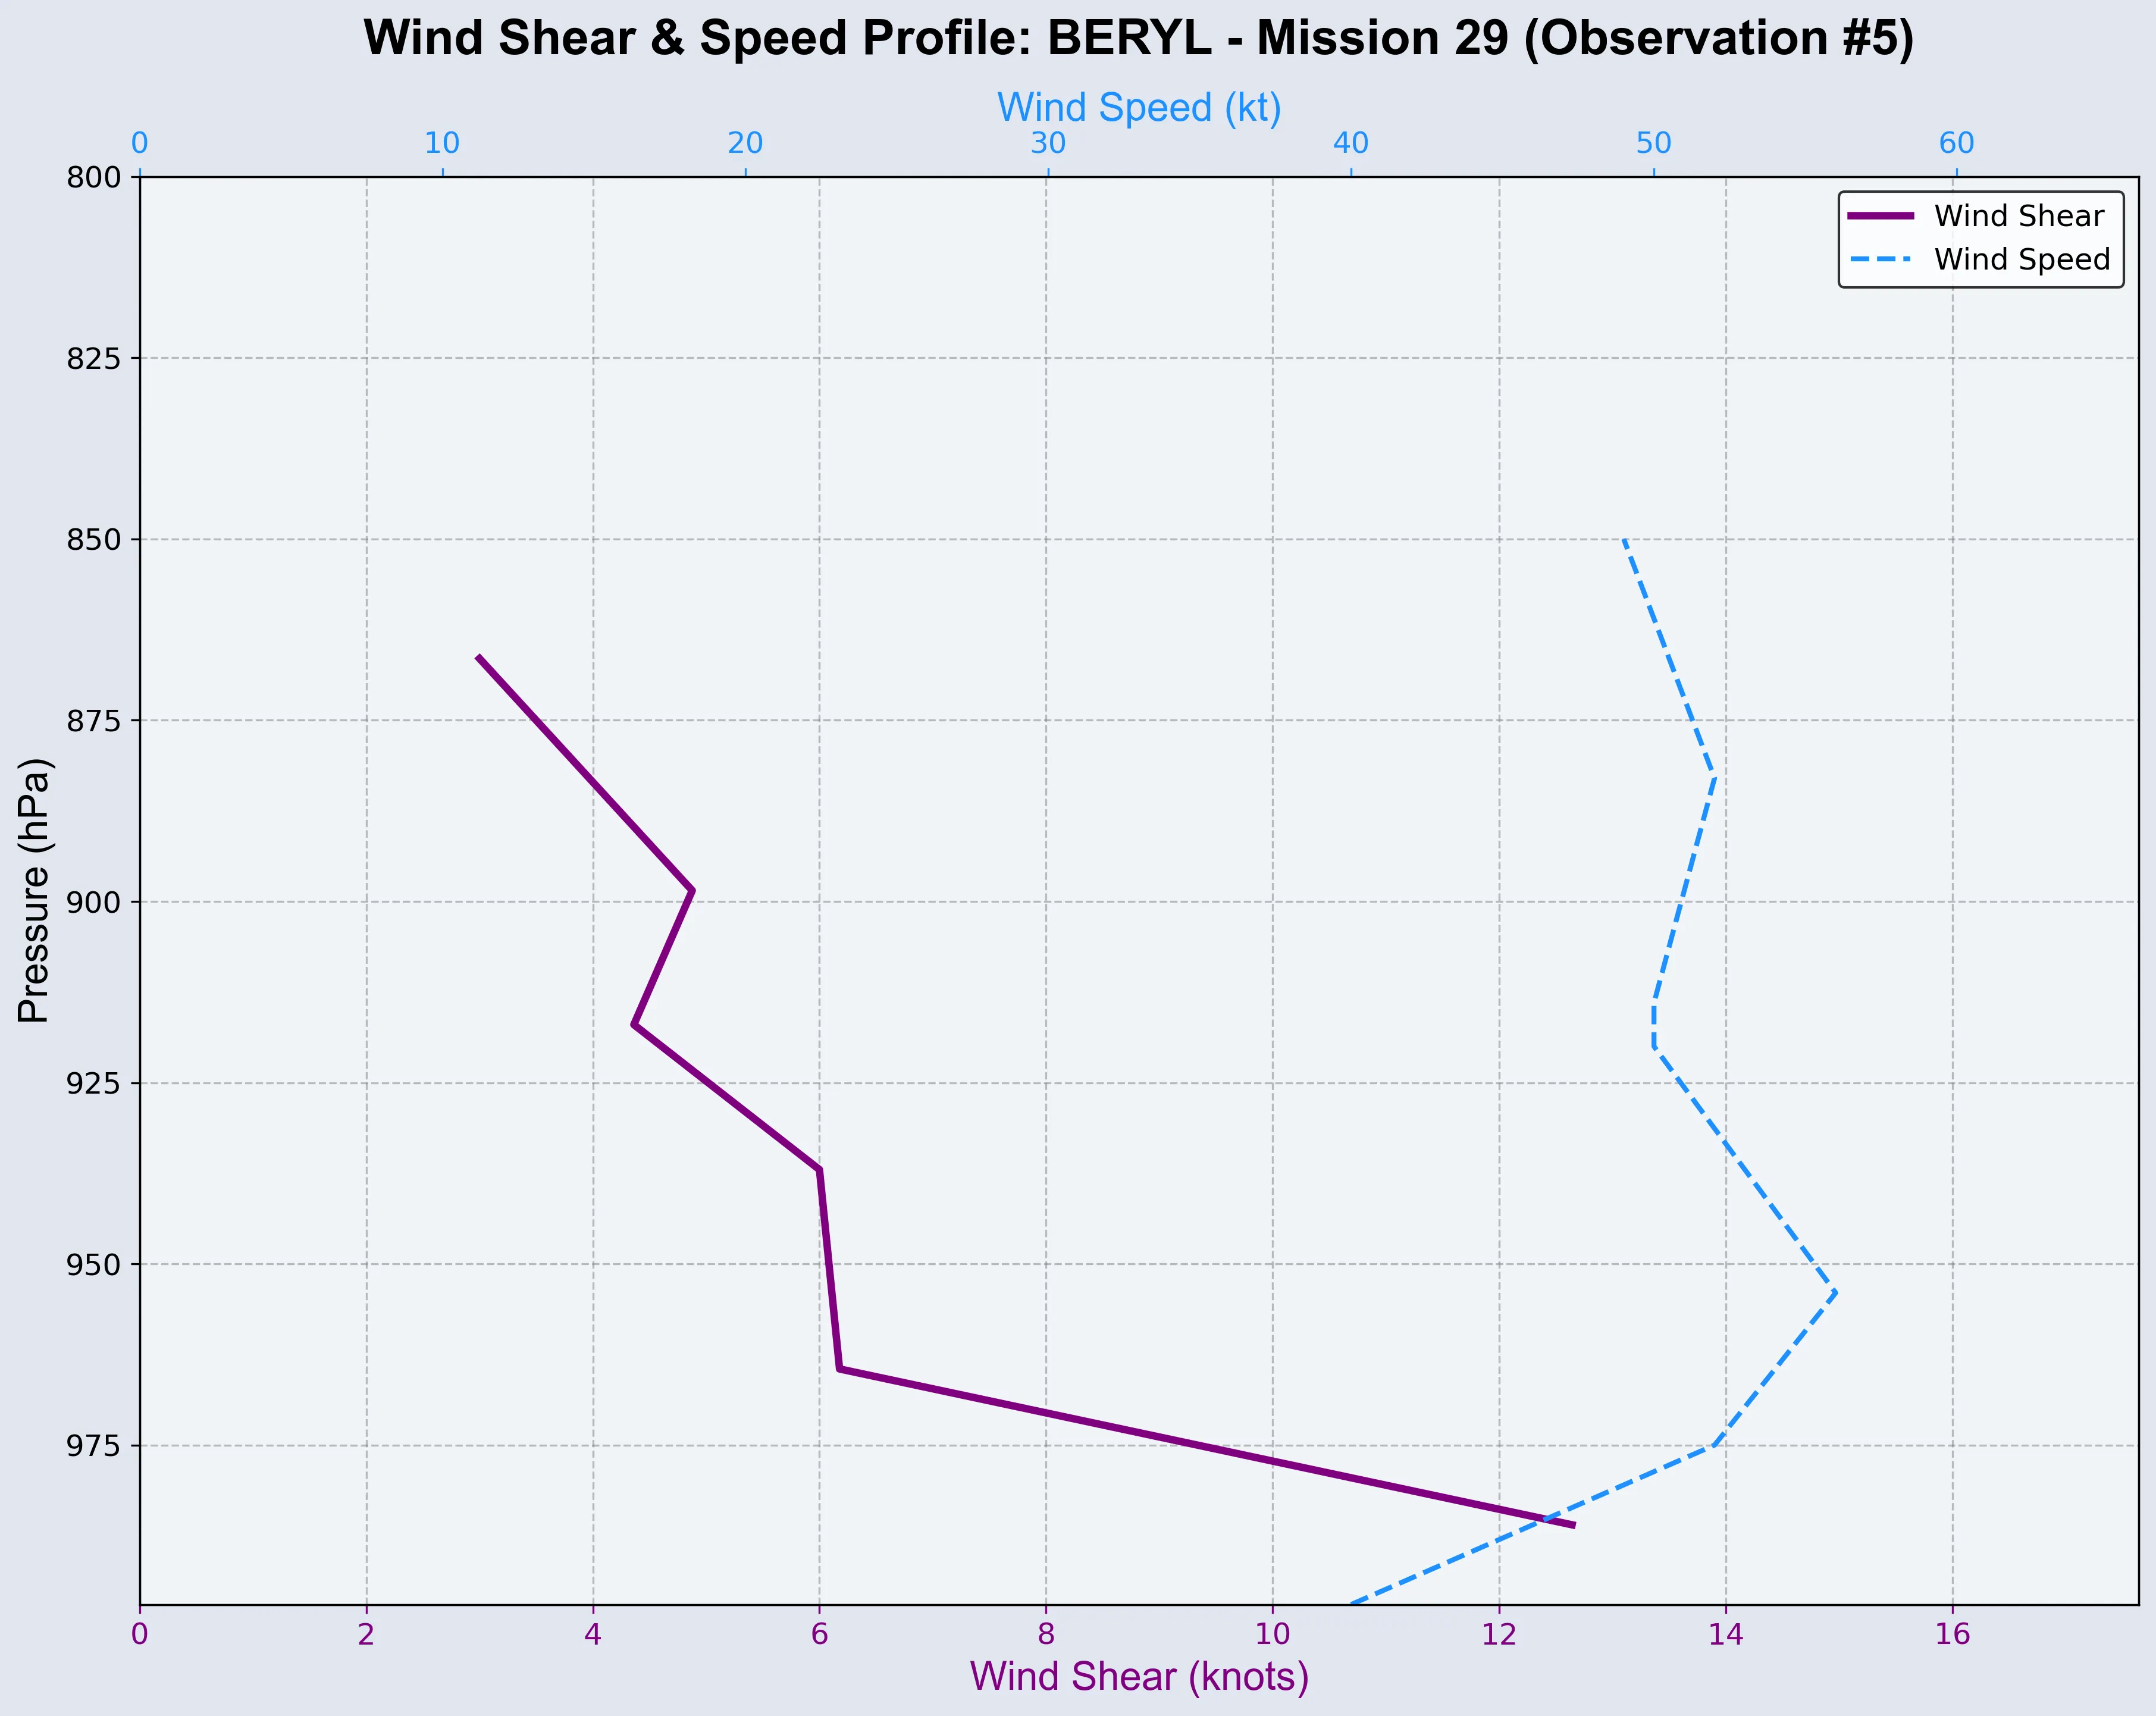 Wind Shear & Speed Profile: BERYL - Mission 29 (Observation #5)
Wind Speed (kt)
0 10 20 30 40 50 60
Wind Shear
Wind Speed
800
825
850
875
900
925
950
975
Pressure (hPa)
0 2 4 6 8 10 12 14 16
Wind Shear (knots)